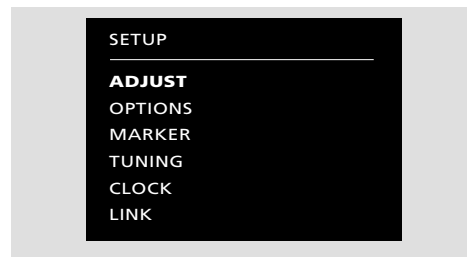 SETUP
ADJUST
OPTIONS
MARKER
TUNING
CLOCK
LINK